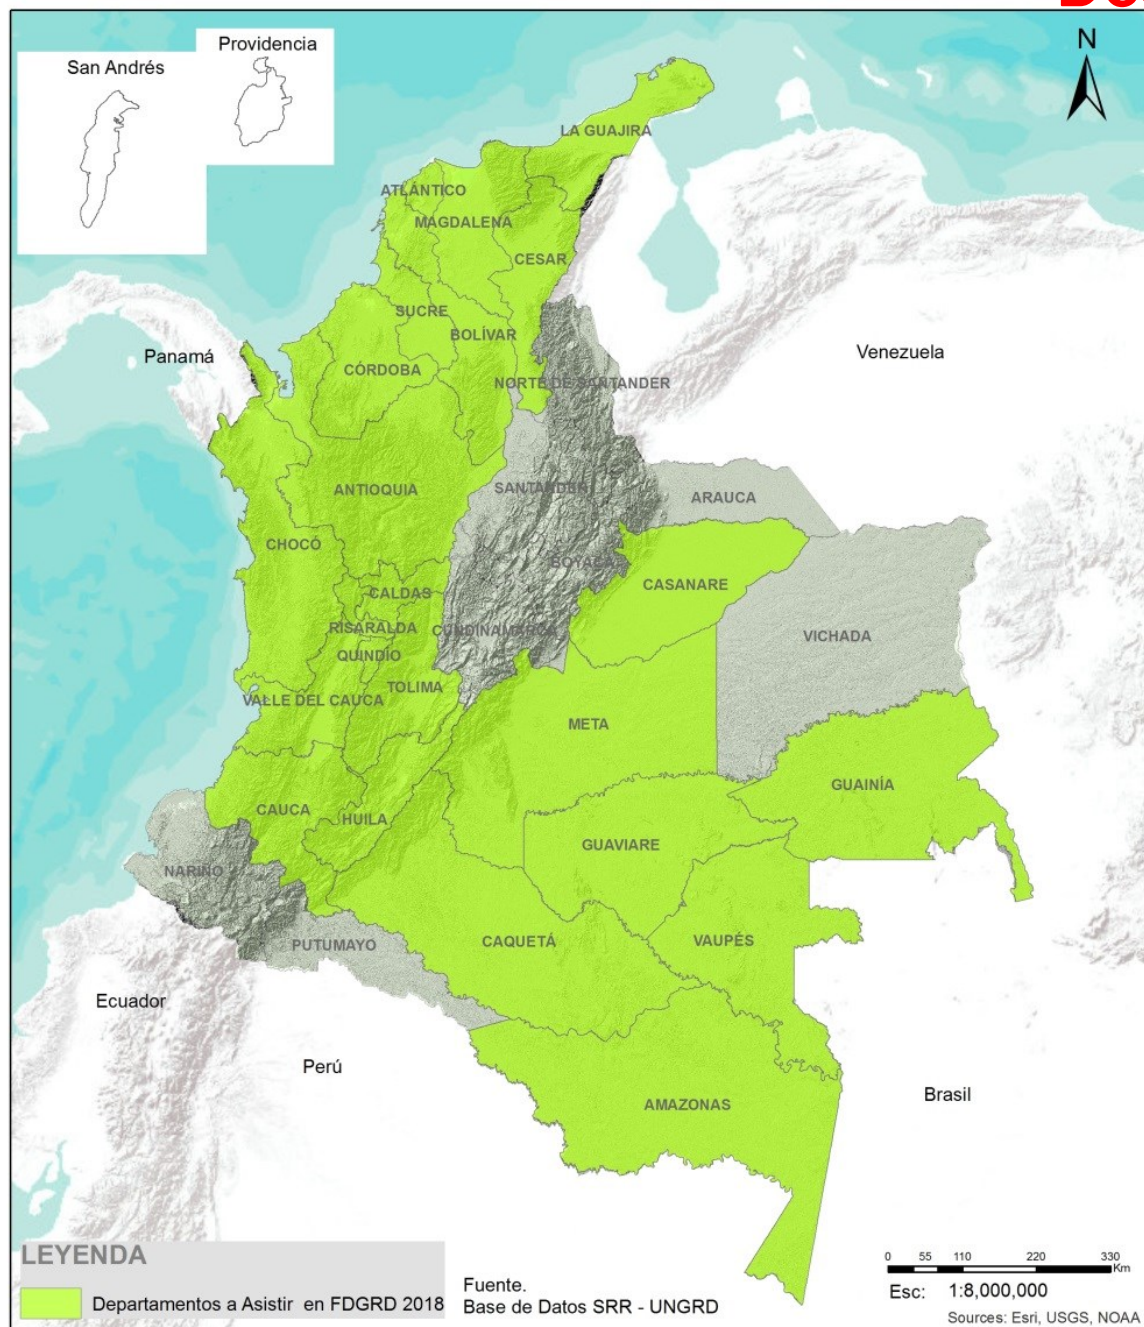 San Andrés
Providencia
N
LA GUAJIRA
ATLÁNTICO
MAGDALENA
CESAR
SUCRE
BOLÍVAR
Panamá
Venezuela
CÓRDOBA
NORTE DE SANTANDER
ANTIOQUIA
SANTANDER
ARAUCA
CHOCÓ
BOYACÁ
CASANARE
CALDAS
RISARALDA
CUNDINAMARCA
VICHADA
QUINDÍO
TOLIMA
VALLE DEL CAUCA
META
GUAINÍA
CAUCA
HUILA
GUAVIARE
NARIÑO
PUTUMAYO
CAQUETÁ
VAUPÉS
Ecuador
Perú
Brasil
AMAZONAS
LEYENDA
Departamentos a Asistir en FDGRD 2018
Fuente.
Base de Datos SRR - UNGRD
0 55 110 220 330
Km
Esc: 1:8,000,000
Sources: Esri, USGS, NOAA